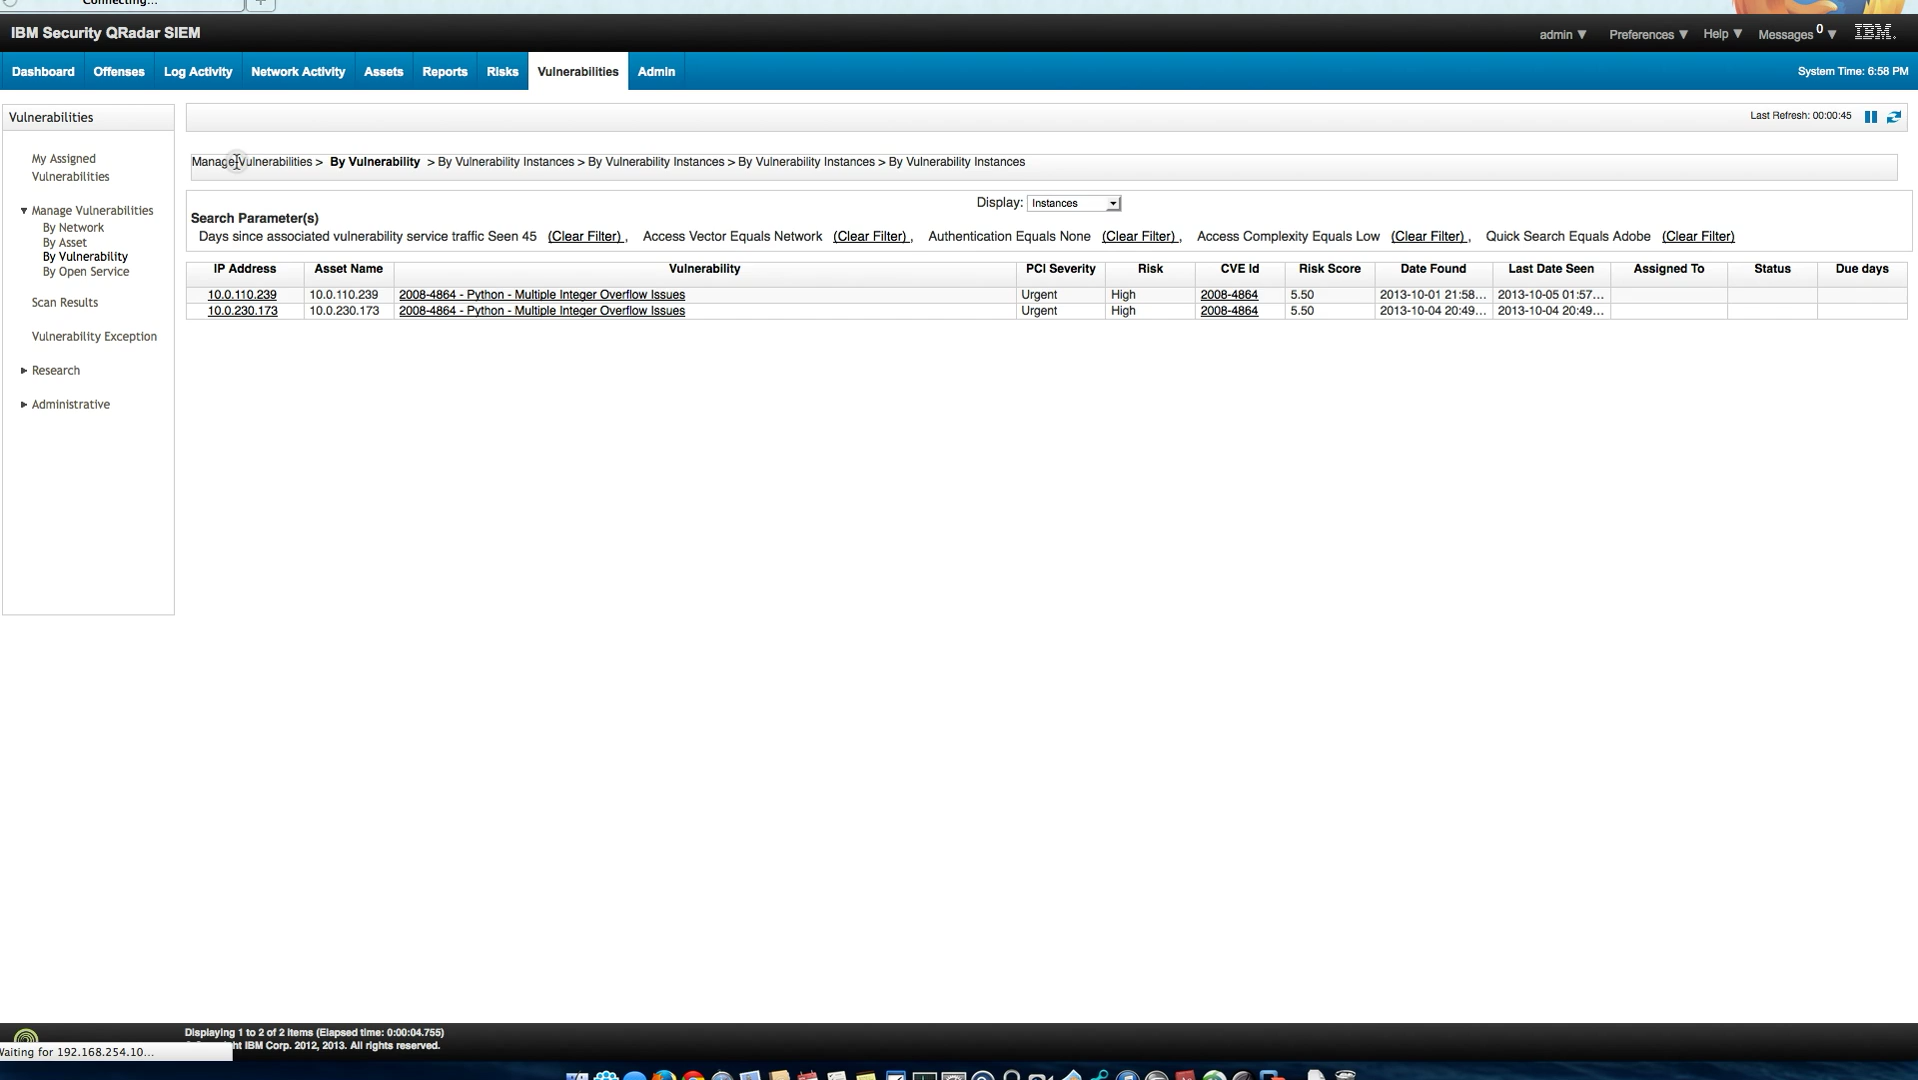 Connecting...
IBM Security QRadar SIEM
admin ▼ Preferences ▼ Help ▼ Messages 0 ▼ IBM.
Dashboard Offenses Log Activity Network Activity Assets Reports Risks Vulnerabilities Admin System Time: 6:58 PM
Vulnerabilities
Last Refresh: 00:00:45
My Assigned
Vulnerabilities
Manage Vulnerabilities
By Network
By Asset
By Vulnerability
By Open Service
Scan Results
Vulnerability Exception
Research
Administrative
Manage Vulnerabilities > By Vulnerability > By Vulnerability Instances > By Vulnerability Instances > By Vulnerability Instances > By Vulnerability Instances
Display: Instances
Search Parameter(s)
Days since associated vulnerability service traffic Seen 45 (Clear Filter) , Access Vector Equals Network (Clear Filter) , Authentication Equals None (Clear Filter) , Access Complexity Equals Low (Clear Filter) , Quick Search Equals Adobe (Clear Filter)
IP Address Asset Name Vulnerability PCI Severity Risk CVE Id Risk Score Date Found Last Date Seen Assigned To Status Due days
10.0.110.239 10.0.110.239 2008-4864 - Python - Multiple Integer Overflow Issues Urgent High 2008-4864 5.50 2013-10-01 21:58... 2013-10-05 01:57...
10.0.230.173 10.0.230.173 2008-4864 - Python - Multiple Integer Overflow Issues Urgent High 2008-4864 5.50 2013-10-04 20:49... 2013-10-04 20:49...
Displaying 1 to 2 of 2 items (Elapsed time: 0:00:04.755)
ht IBM Corp. 2012, 2013. All rights reserved.
Waiting for 192.168.254.10...